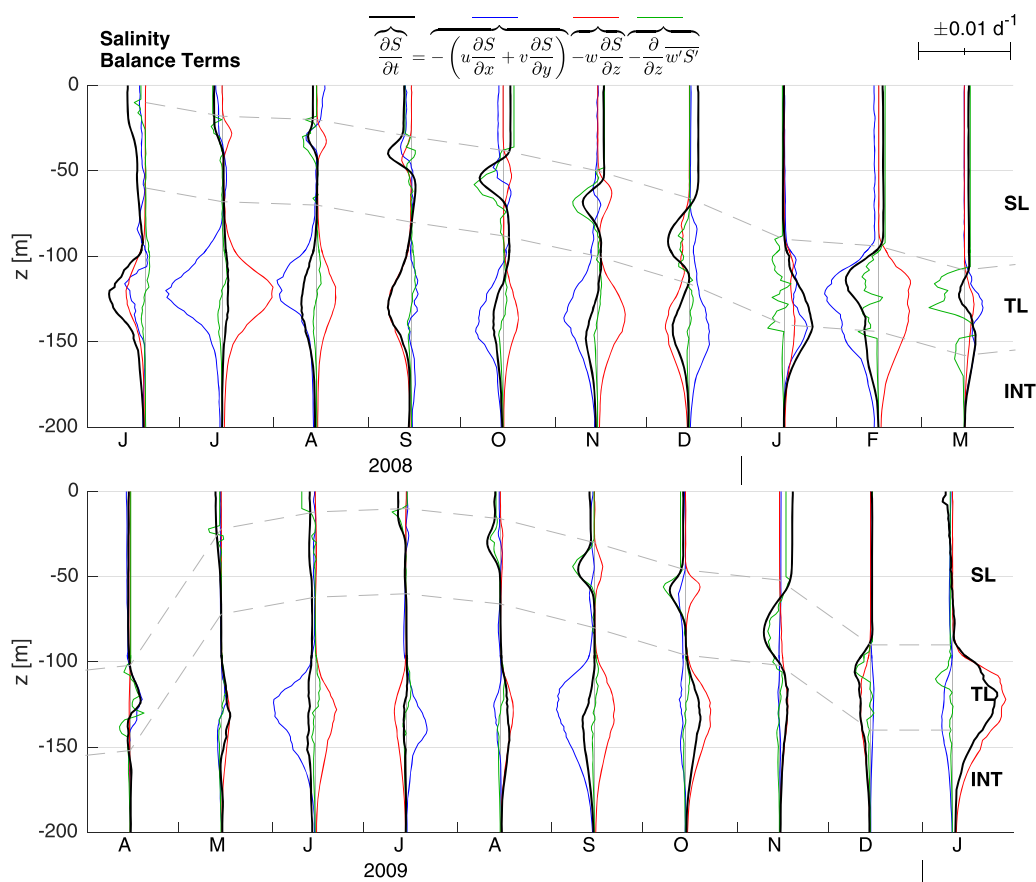 Salinity
Balance Terms
∂S/∂t = −(u ∂S/∂x + v ∂S/∂y) −w ∂S/∂z − ∂/∂z w'S'
±0.01 d⁻¹
0
-50
-100
-150
-200
z [m]
SL
TL
INT
J J A S O N D J F M
2008
0
-50
-100
-150
-200
z [m]
SL
TL
INT
A M J J A S O N D J
2009